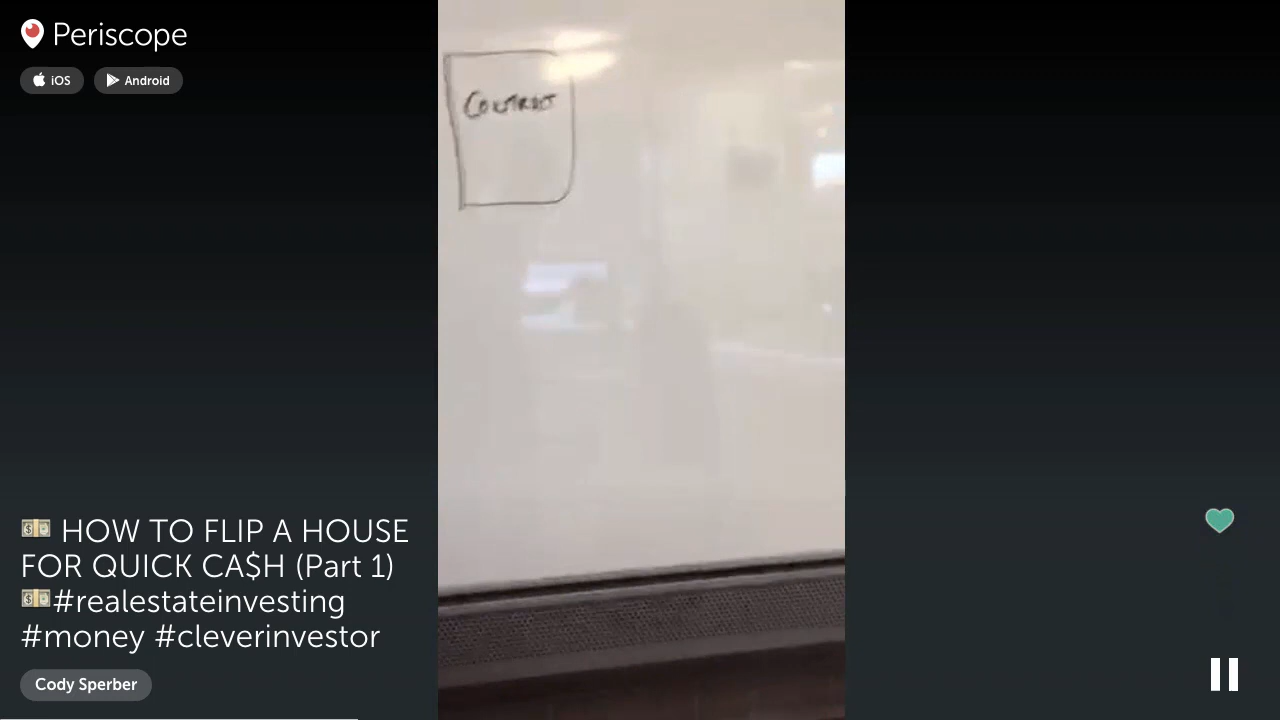 Periscope
iOS
Android
CONTRACT
💵 HOW TO FLIP A HOUSE
FOR QUICK CA$H (Part 1)
💵#realestateinvesting
#money #cleverinvestor
Cody Sperber